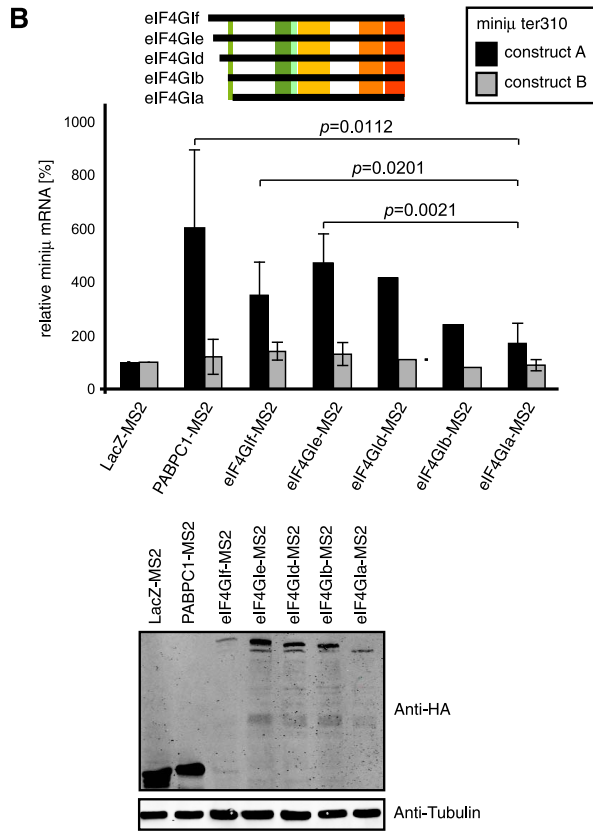 B
eIF4GIf
eIF4GIe
eIF4GId
eIF4GIb
eIF4GIa
miniμ ter310
construct A
construct B
relative miniμ mRNA [%]
1000
800
600
400
200
0
p=0.0112
p=0.0201
p=0.0021
LacZ-MS2
PABPC1-MS2
eIF4GIf-MS2
eIF4GIe-MS2
eIF4GId-MS2
eIF4GIb-MS2
eIF4GIa-MS2
LacZ-MS2
PABPC1-MS2
eIF4GIf-MS2
eIF4GIe-MS2
eIF4GId-MS2
eIF4GIb-MS2
eIF4GIa-MS2
Anti-HA
Anti-Tubulin